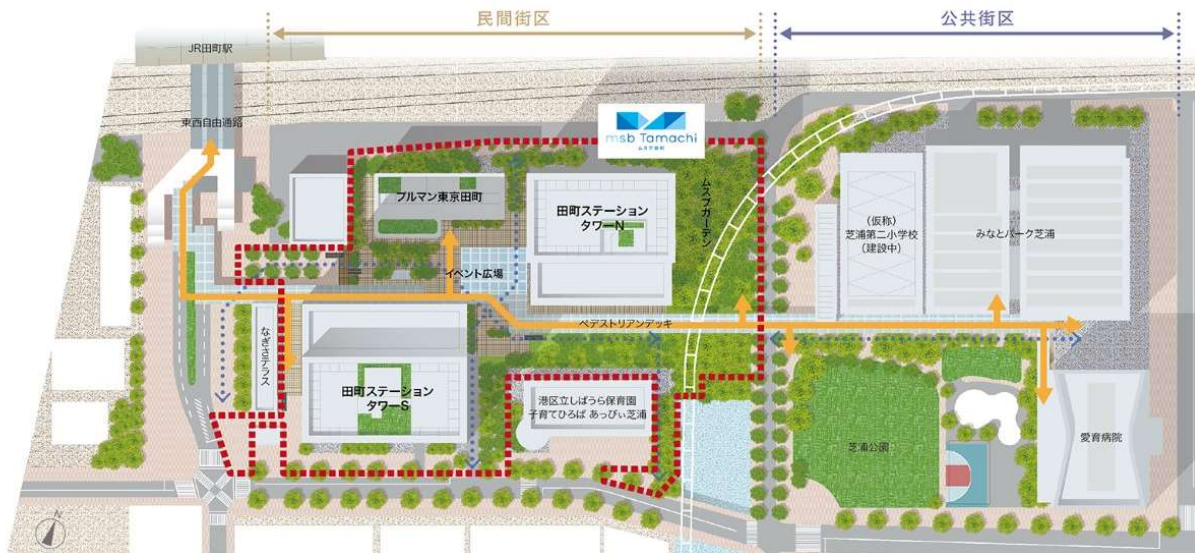 民間街区
公共街区
JR田町駅
東西自由通路
msb Tamachi
ムスブ田町
プルマン東京田町
田町ステーション
タワーN
ムスブガーデン
(仮称)
芝浦第二小学校
(建設中)
みなとパーク芝浦
イベント広場
ペデストリアンデッキ
なぎさテラス
田町ステーション
タワーS
港区立しばうら保育園
子育てひろば あっぴぃ芝浦
芝浦公園
愛育病院
N